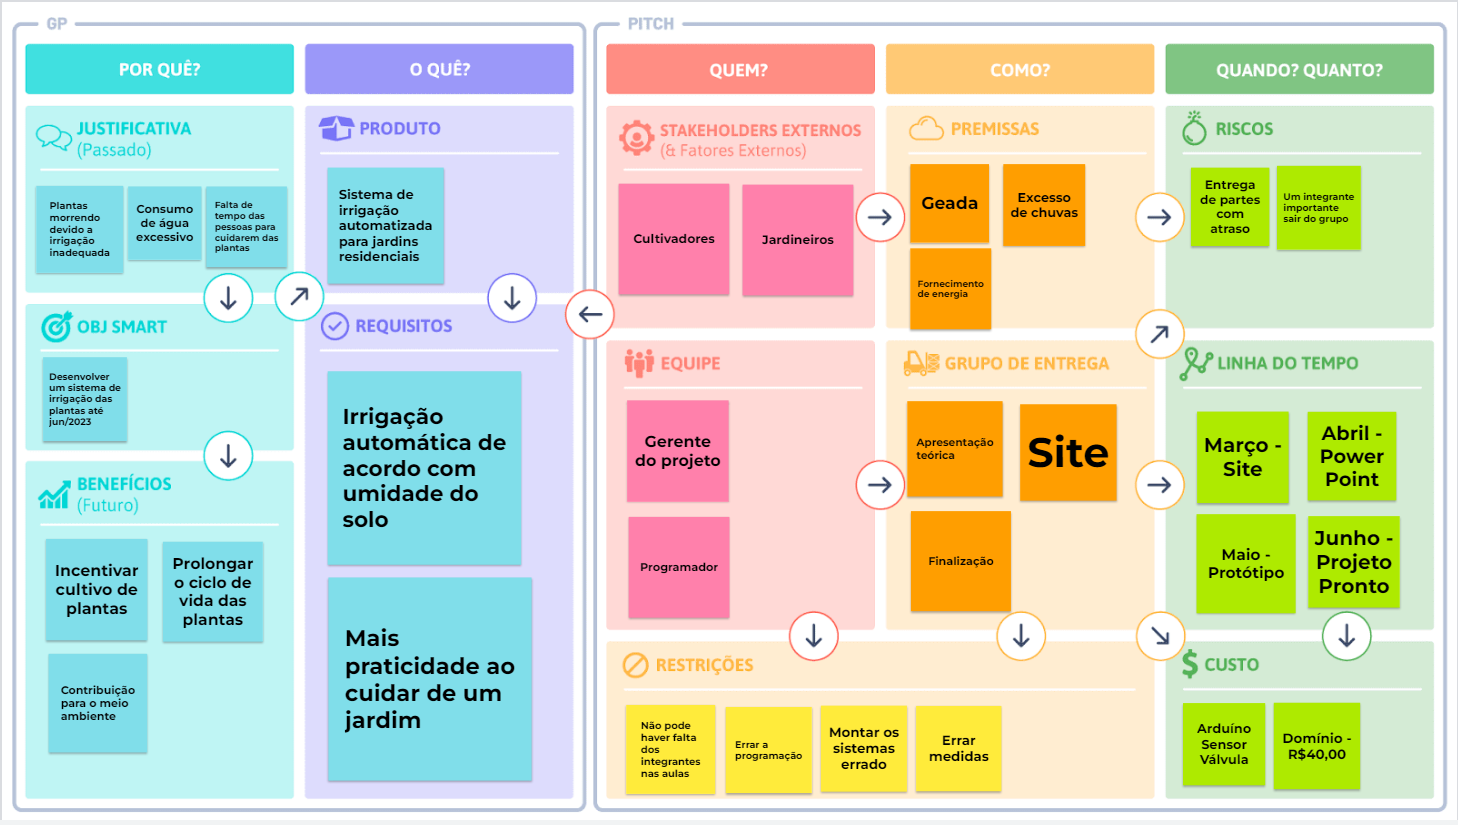 GP
PITCH
POR QUÊ?
O QUÊ?
QUEM?
COMO?
QUANDO? QUANTO?
JUSTIFICATIVA
(Passado)
Plantas
morrendo
devido a
irrigação
inadequada
Consumo
de água
excessivo
Falta de
tempo das
pessoas para
cuidarem das
plantas
OBJ SMART
Desenvolver
um sistema de
irrigação das
plantas até
jun/2023
BENEFÍCIOS
(Futuro)
Incentivar
cultivo de
plantas
Prolongar
o ciclo de
vida das
plantas
Contribuição
para o meio
ambiente
PRODUTO
Sistema de
irrigação
automatizada
para jardins
residenciais
REQUISITOS
Irrigação
automática de
acordo com
umidade do
solo
Mais
praticidade ao
cuidar de um
jardim
STAKEHOLDERS EXTERNOS
(& Fatores Externos)
Cultivadores
Jardineiros
EQUIPE
Gerente
do projeto
Programador
PREMISSAS
Geada
Excesso
de chuvas
Fornecimento
de energia
GRUPO DE ENTREGA
Apresentação
teórica
Site
Finalização
RISCOS
Entrega
de partes
com
atraso
Um integrante
importante
sair do grupo
LINHA DO TEMPO
Março -
Site
Abril -
Power
Point
Maio -
Protótipo
Junho -
Projeto
Pronto
RESTRIÇÕES
Não pode
haver falta
dos
integrantes
nas aulas
Errar a
programação
Montar os
sistemas
errado
Errar
medidas
CUSTO
Arduíno
Sensor
Válvula
Domínio -
R$40,00